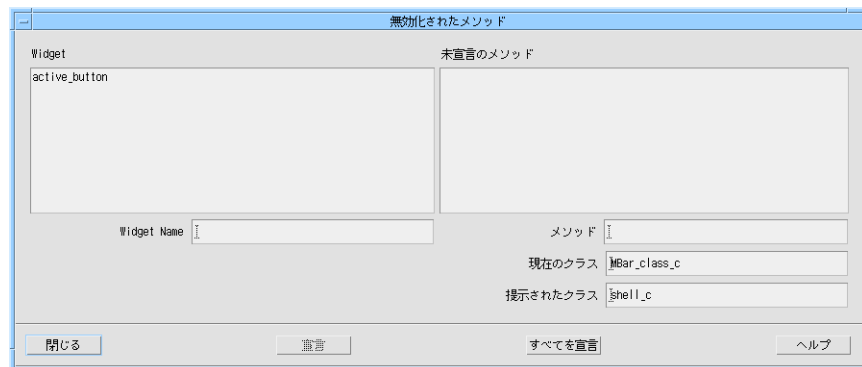 無効化されたメソッド
Widget
未宣言のメソッド
active_button
Widget Name
メソッド
現在のクラス MBar_class_c
提示されたクラス shell_c
閉じる 宣言 すべてを宣言 ヘルプ